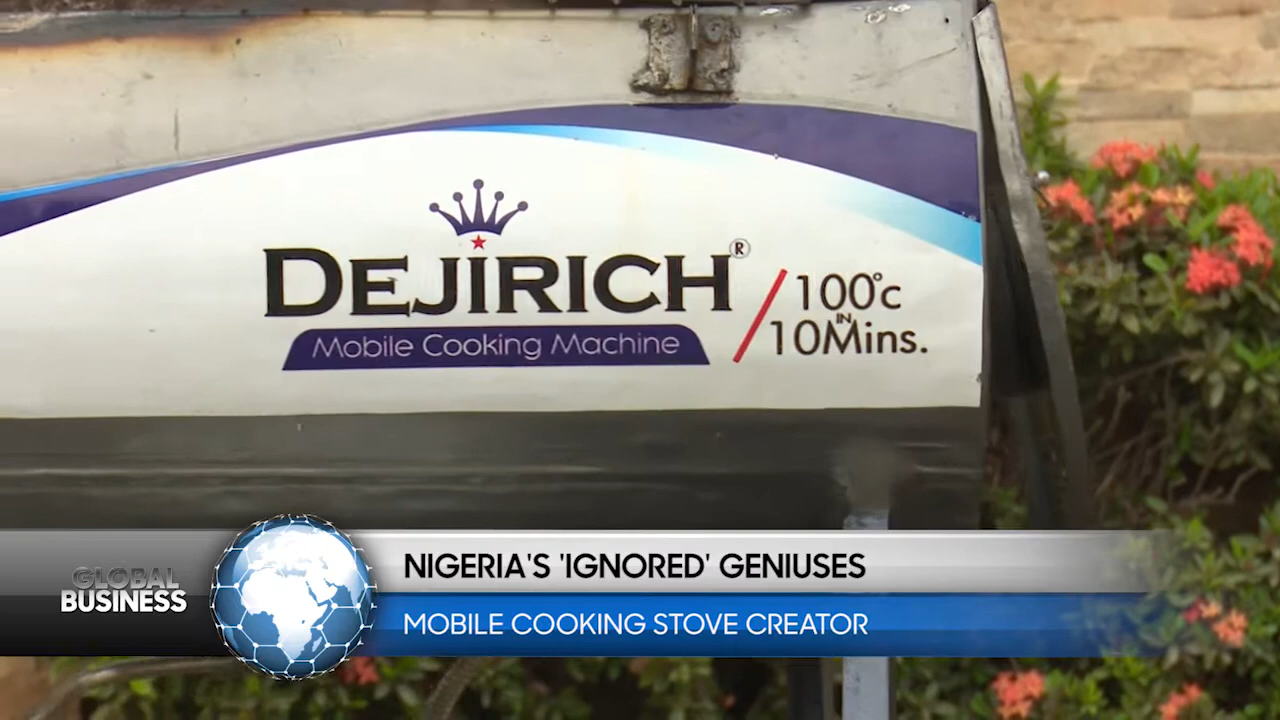 DEJIRICH®
Mobile Cooking Machine
100°c
IN
10Mins.
GLOBAL
BUSINESS
NIGERIA'S 'IGNORED' GENIUSES
MOBILE COOKING STOVE CREATOR